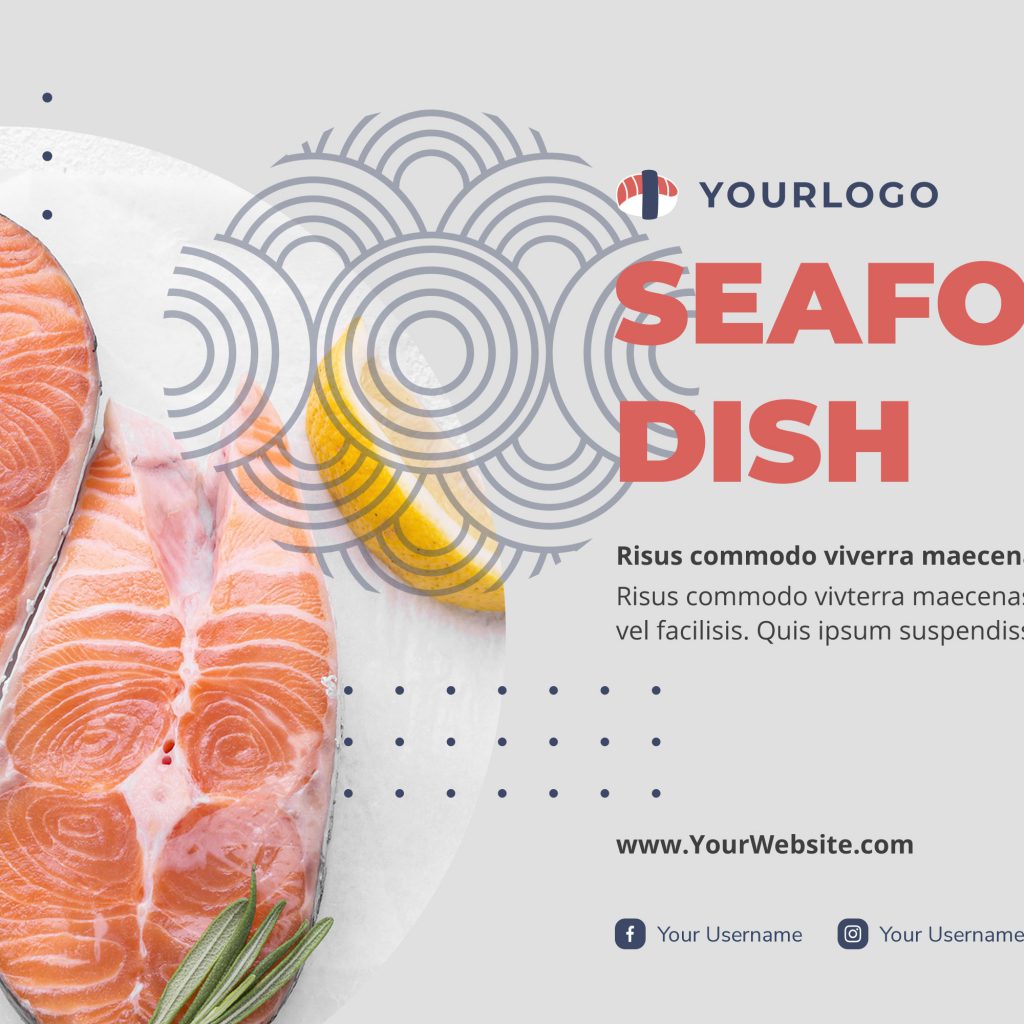 YOURLOGO
SEAFO
DISH
Risus commodo viverra maecena
Risus commodo vivterra maecenas
vel facilisis. Quis ipsum suspendiss
www.YourWebsite.com
Your Username Your Username